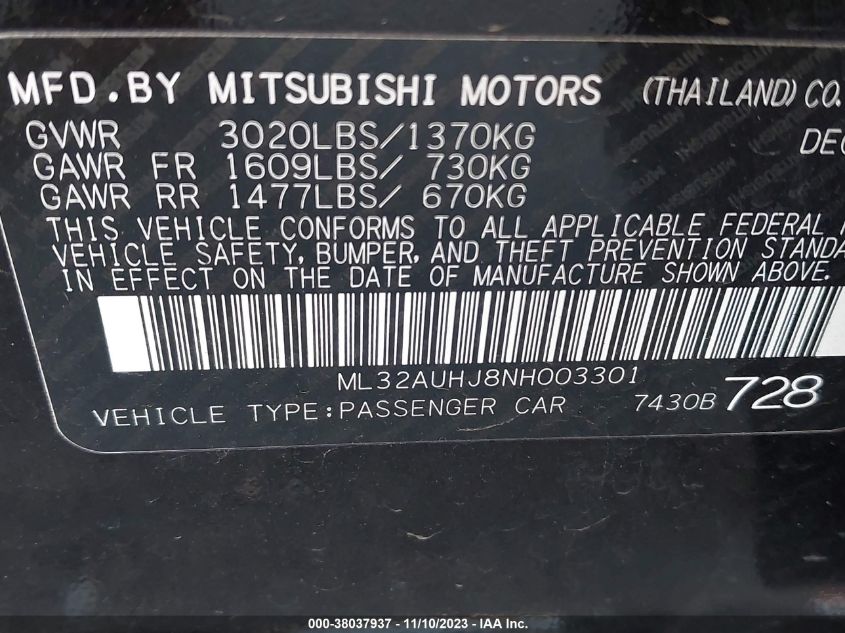 MFD.BY MITSUBISHI MOTORS (THAILAND) CO.
GVWR 3020LBS/1370KG
GAWR FR 1609LBS/ 730KG
GAWR RR 1477LBS/ 670KG
THIS VEHICLE CONFORMS TO ALL APPLICABLE FEDERAL
VEHICLE SAFETY, BUMPER, AND THEFT PREVENTION
IN EFFECT ON THE DATE OF MANUFACTURE SHOWN ABOVE.
ML32AUHJ8NH003301
VEHICLE TYPE:PASSENGER CAR 7430B 728
000-38037937 - 11/10/2023 - IAA Inc.